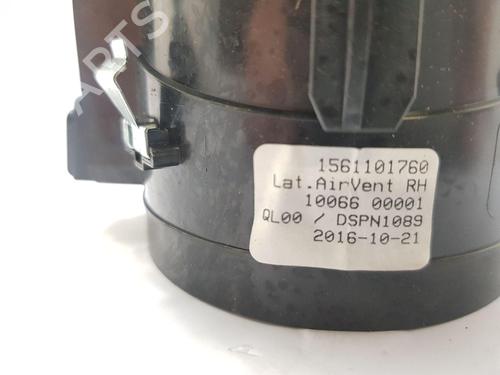 1561101760
Lat.AirVent RH
10066 00001
QL00 / DSPN1089
2016-10-21